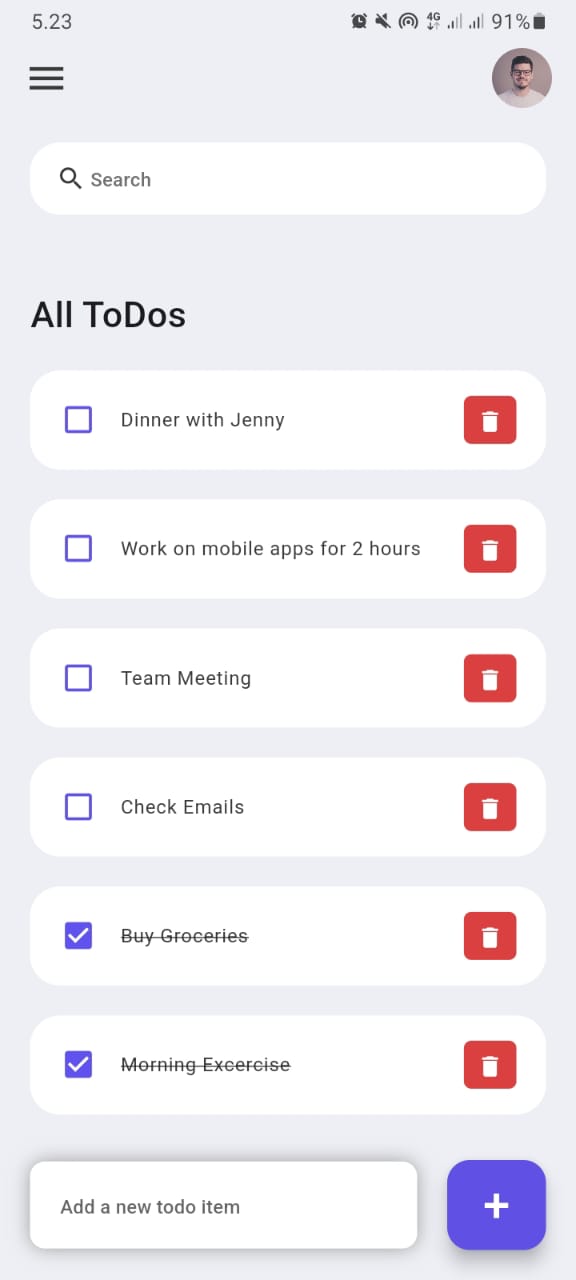 5.23 4G 91%
Search
All ToDos
Dinner with Jenny
Work on mobile apps for 2 hours
Team Meeting
Check Emails
Buy Groceries
Morning Excercise
Add a new todo item